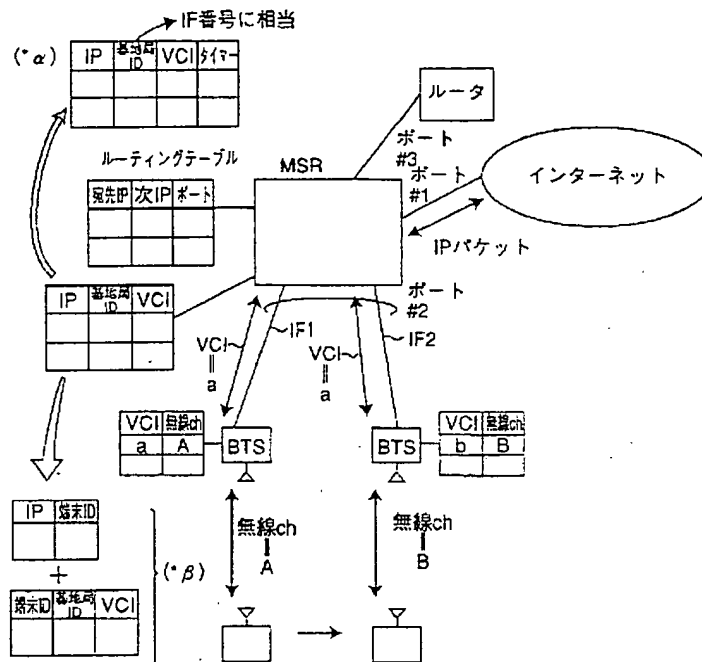 IF番号に相当
(*α)
IP 基地局ID VCI タイマー
ルータ
ルーティングテーブル
MSR
ポート#3
ポート#1
インターネット
宛先IP 次IP ポート
IPパケット
IP 基地局ID VCI
ポート#2
IF1
IF2
VCI=a
VCI=a
VCI 無線ch
a A
BTS
BTS
VCI 無線ch
b B
IP 端末ID
+
(*β)
無線ch=A
無線ch=B
端末ID 基地局ID VCI